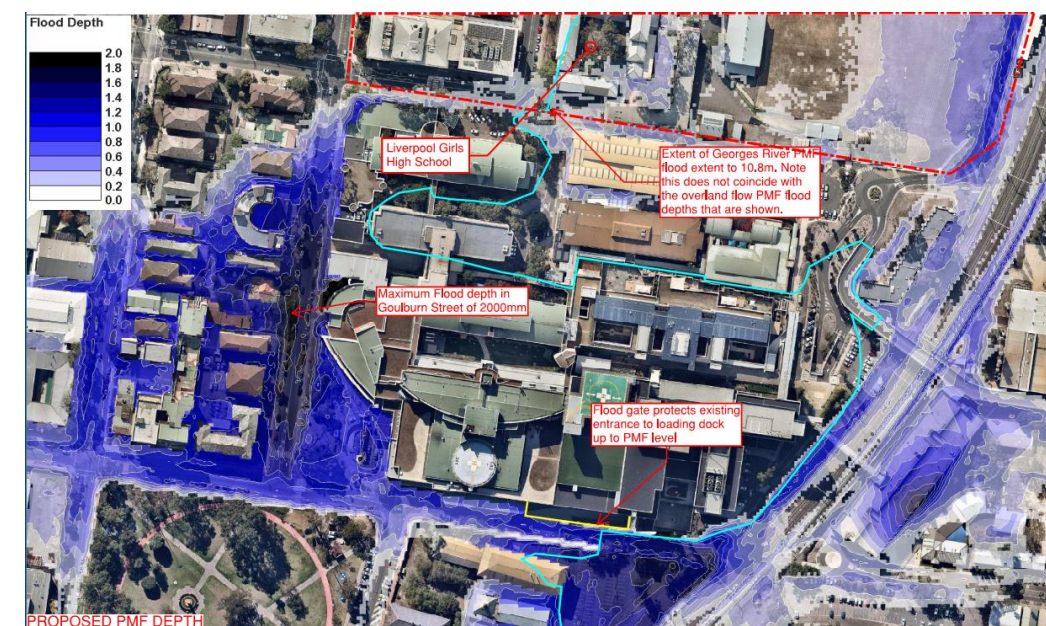 Flood Depth
2.0
1.8
1.6
1.4
1.2
1.0
0.8
0.6
0.4
0.2
0.0
Liverpool Girls
High School
Extent of Georges River PMF
flood extent to 10.8m. Note
this does not coincide with
the overland flow PMF flood
depths that are shown.
Maximum Flood depth in
Goulburn Street of 2000mm
Flood gate protects existing
entrance to loading dock
up to PMF level
PROPOSED PMF DEPTH